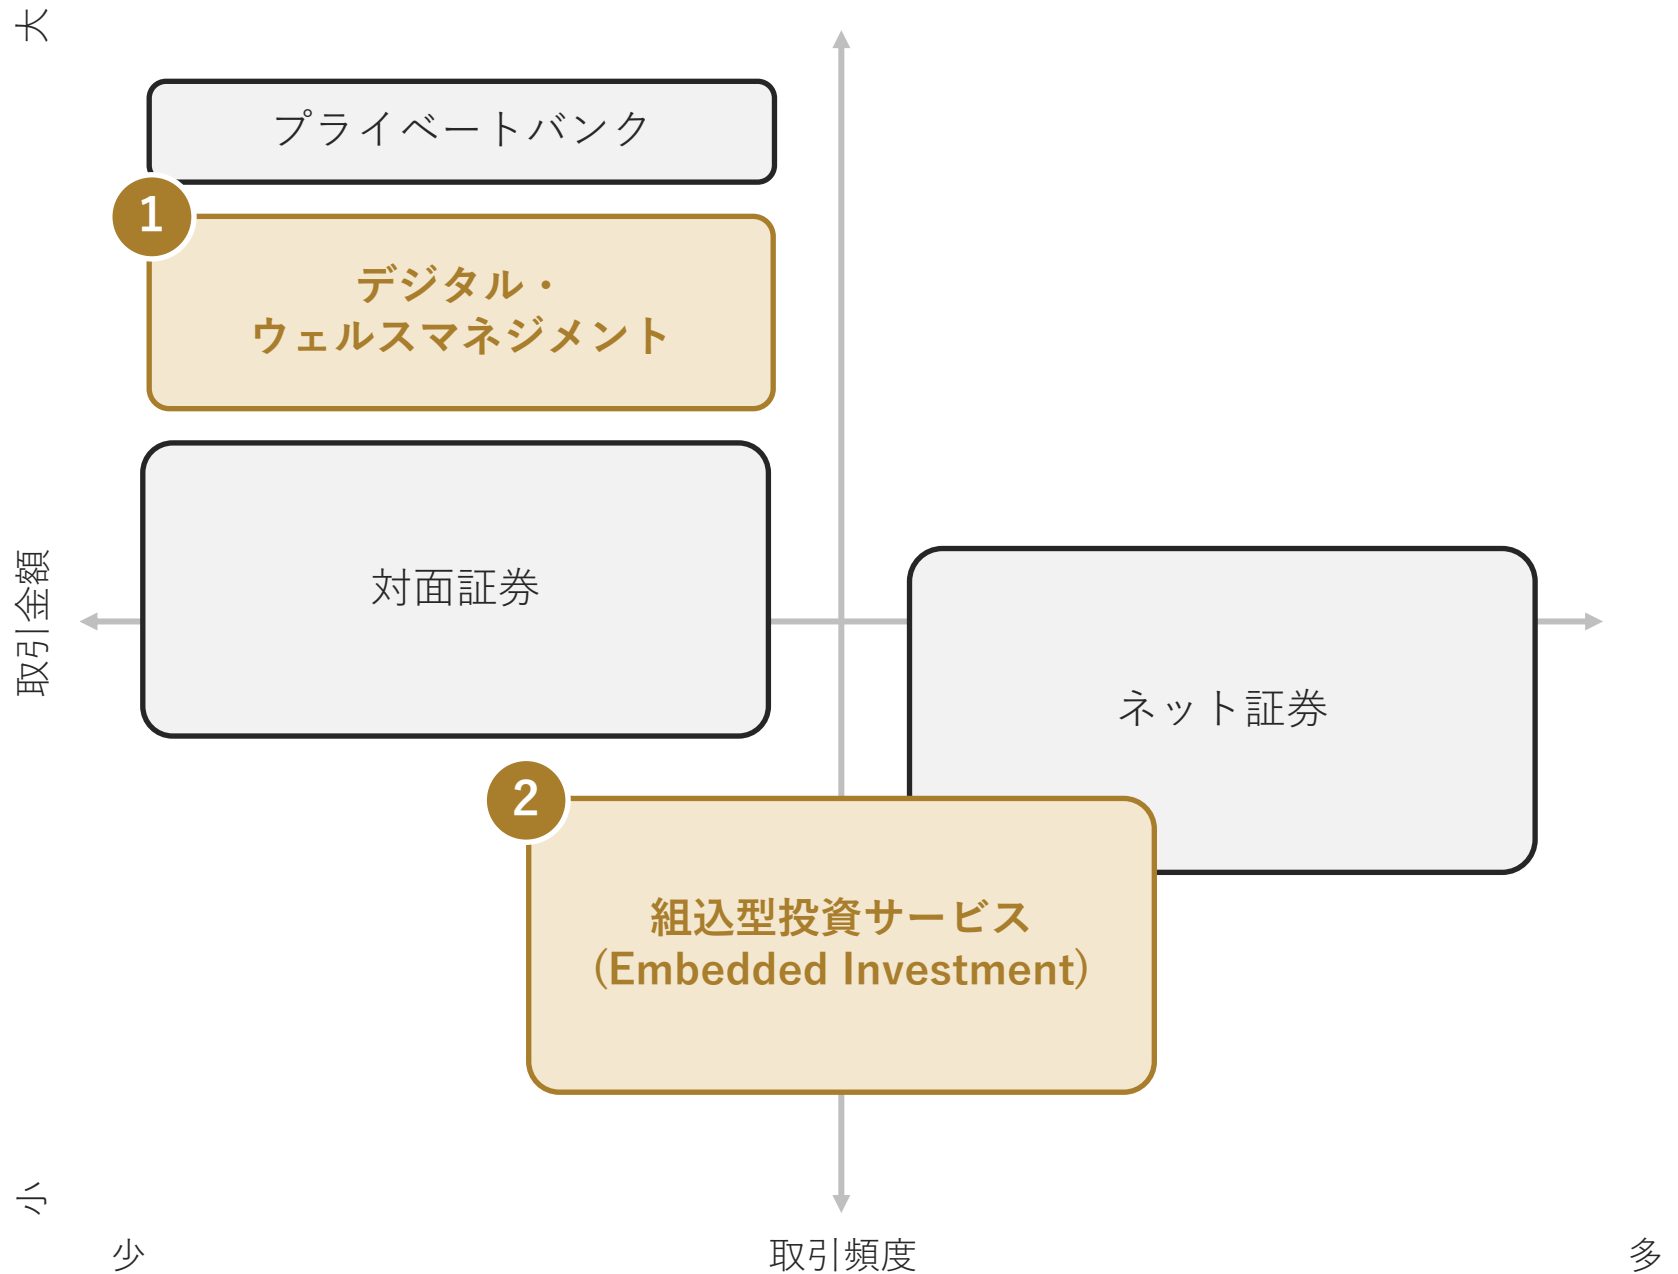 大
プライベートバンク
1
デジタル・
ウェルスマネジメント
対面証券
取引金額
ネット証券
2
組込型投資サービス
(Embedded Investment)
小
少
取引頻度
多